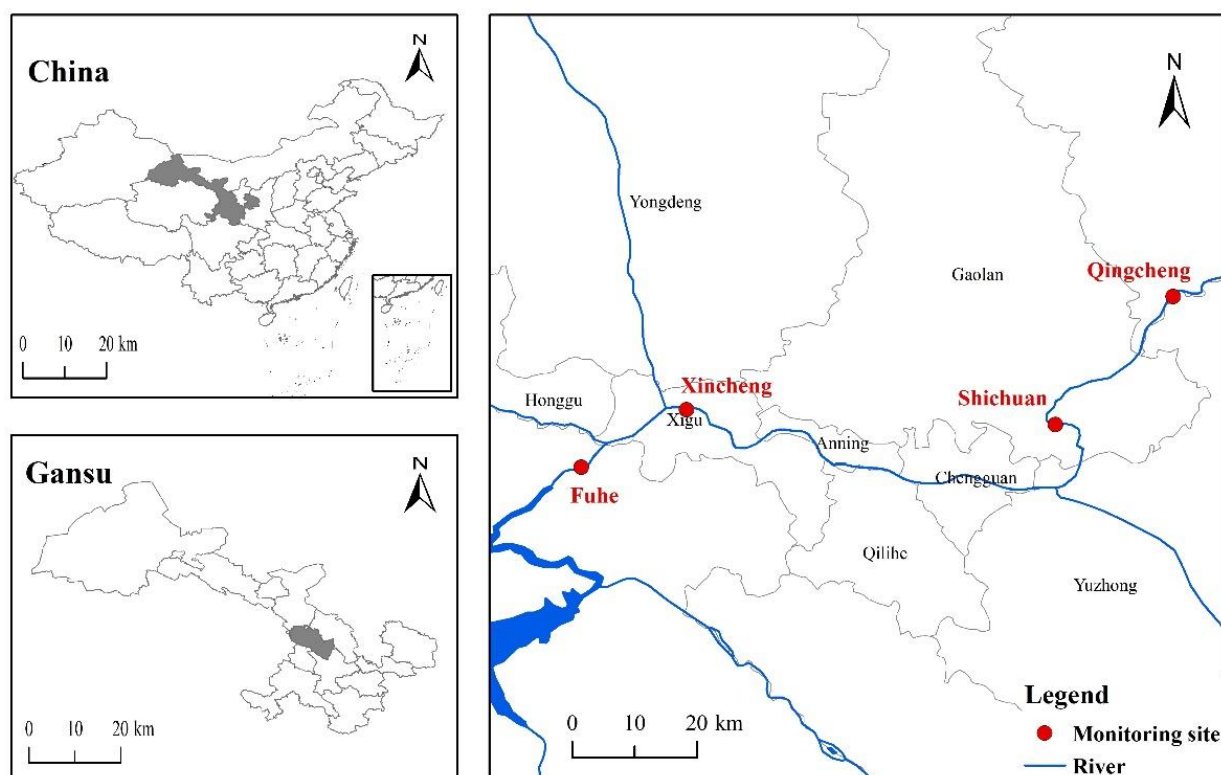 N
China
0 10 20 km
N
Gansu
0 10 20 km
N
Yongdeng
Gaolan
Qingcheng
Xincheng
Honggu
Shichuan
Xigu
Anning
Fuhe
Chengguan
Qilihe
Yuzhong
Legend
0 10 20 km
Monitoring site
River